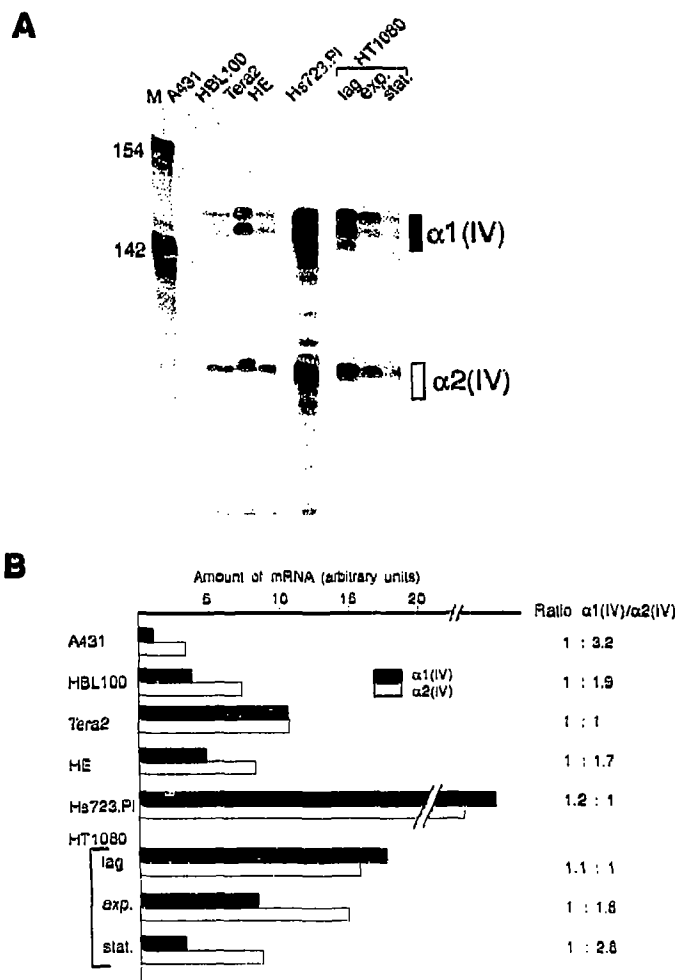 A
HT1080
M A431 HBL100 Tera2 HE Hs723.Pl lag exp. stat.
154
142
α1(IV)
α2(IV)
B
Amount of mRNA (arbitrary units)
5 10 15 20
Ratio α1(IV)/α2(IV)
A431 1 : 3.2
α1(IV)
HBL100 1 : 1.9
α2(IV)
Tera2 1 : 1
HE 1 : 1.7
Hs723.Pl 1.2 : 1
HT1080
lag 1.1 : 1
exp. 1 : 1.8
stat. 1 : 2.8